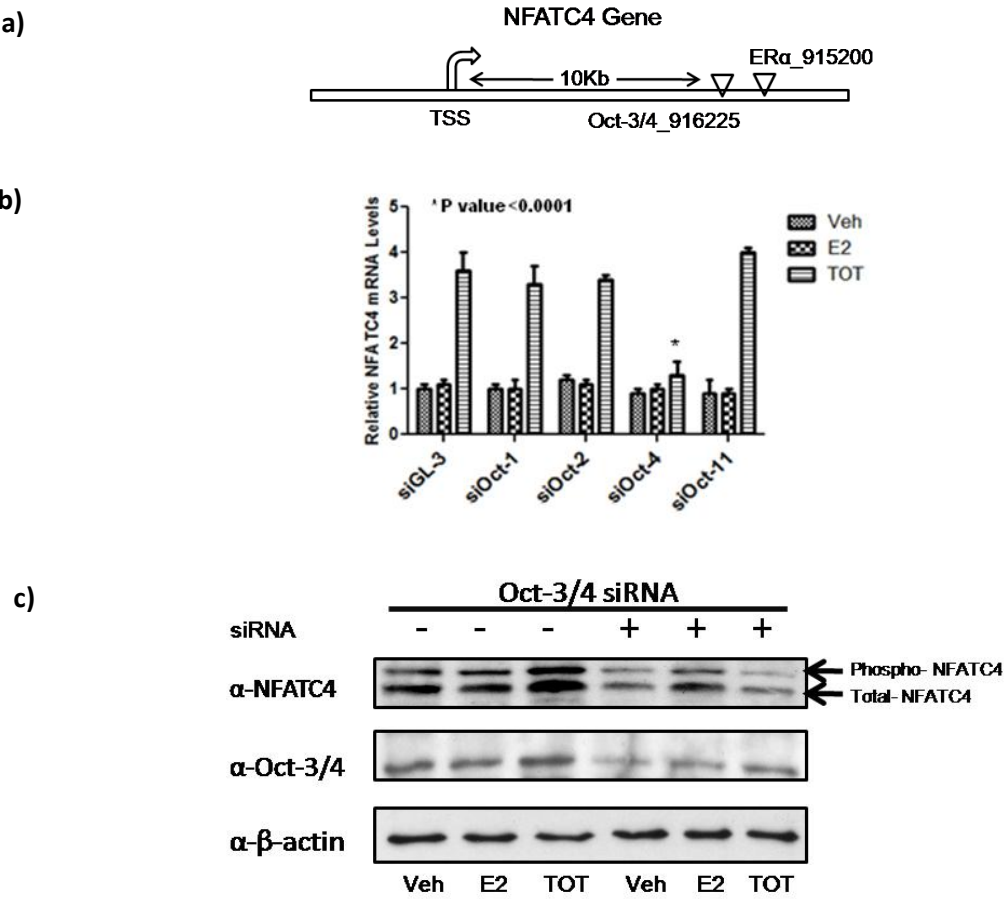 a)
NFATC4 Gene
ERα_915200
10Kb
TSS
Oct-3/4_916225
b)
*P value<0.0001
Relative NFATC4 mRNA Levels
5
4
3
2
1
0
*
Veh
E2
TOT
siGL-3
siOct-1
siOct-2
siOct-4
siOct-11
c)
Oct-3/4 siRNA
siRNA - - - + + +
α-NFATC4
Phospho- NFATC4
Total- NFATC4
α-Oct-3/4
α-β-actin
Veh E2 TOT Veh E2 TOT